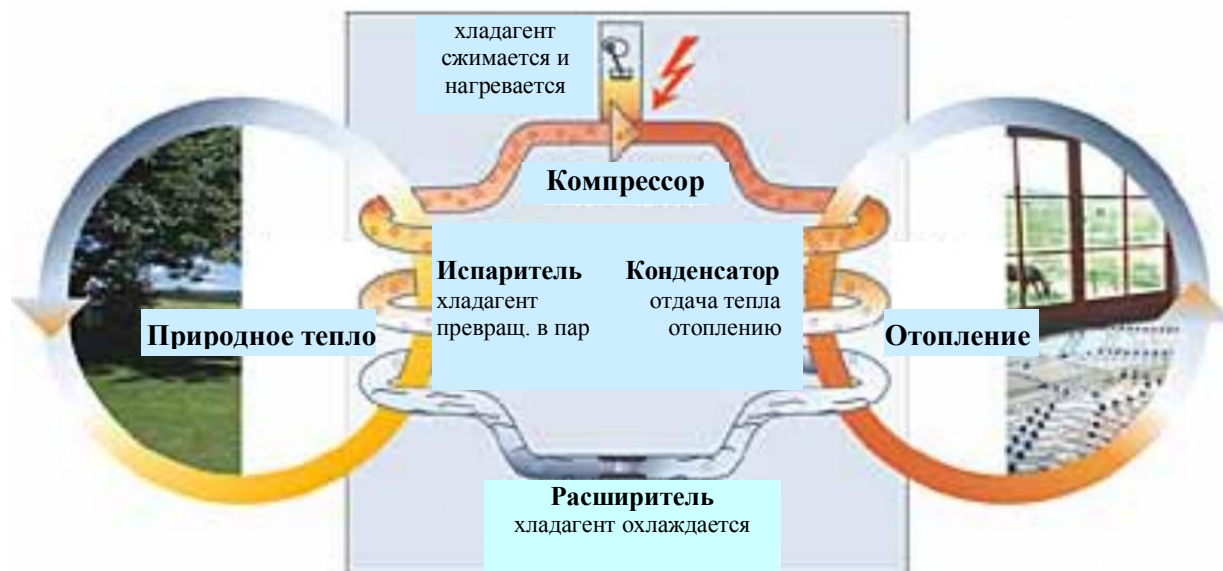 хладагент
сжимается и
нагревается
Компрессор
Испаритель
хладагент
превращ. в пар
Конденсатор
отдача тепла
отоплению
Природное тепло
Отопление
Расширитель
хладагент охлаждается